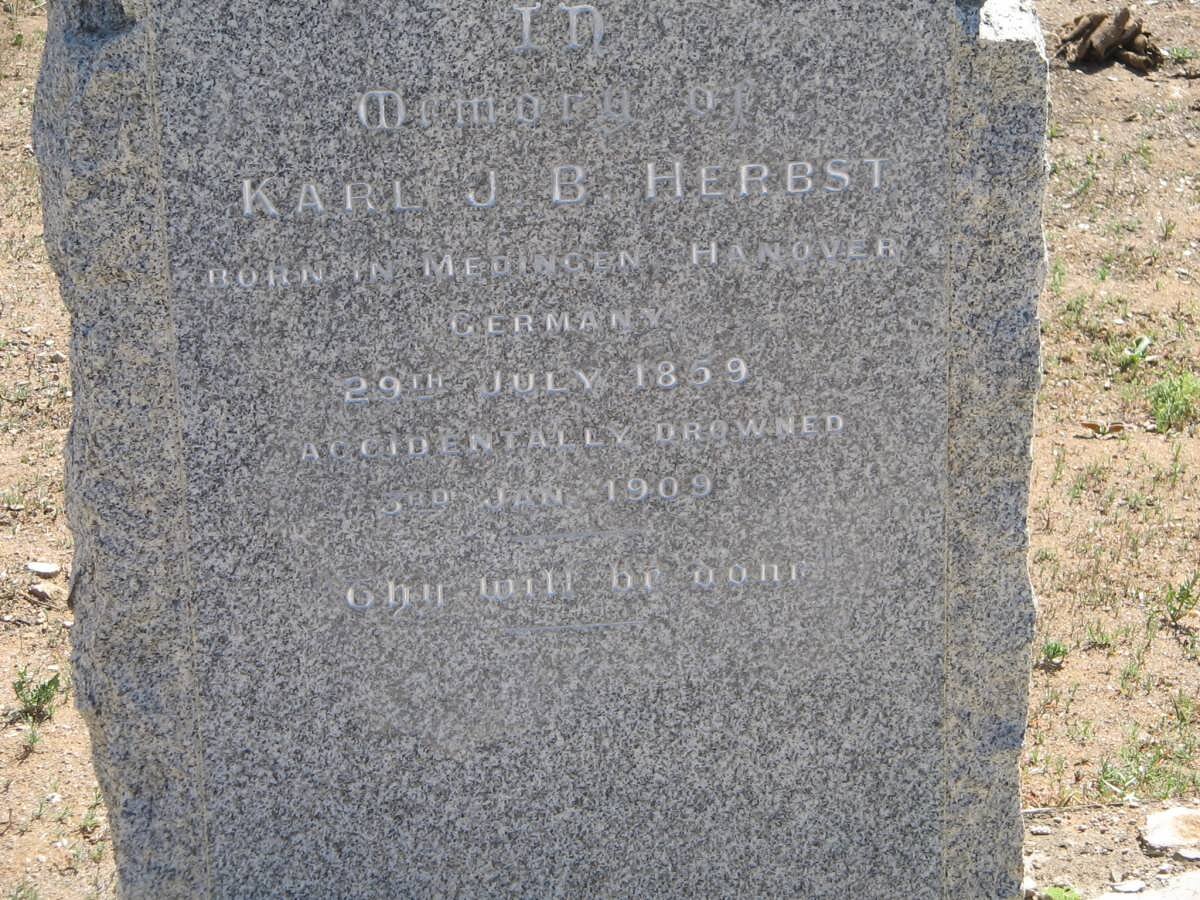 In
Memory of
KARL J. B. HERBST
BORN IN MEDINGEN, HANOVER
GERMANY
29TH JULY 1859
ACCIDENTALLY DROWNED
3RD JAN. 1909
"Thy will be done"